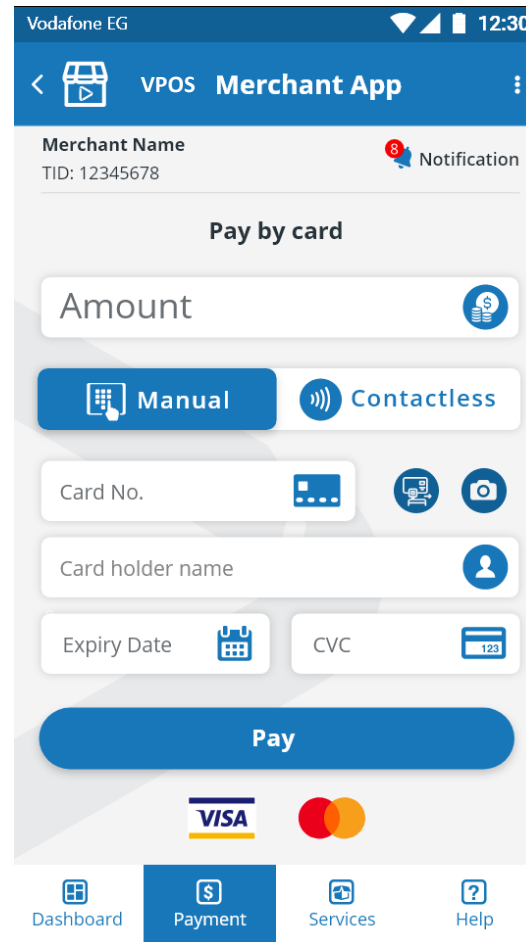 Vodafone EG 12:30
VPOS Merchant App
Merchant Name
TID: 12345678
8 Notification
Pay by card
Amount
$
Manual Contactless
Card No.
Card holder name
Expiry Date CVC 123
Pay
VISA
$ ?
Dashboard Payment Services Help